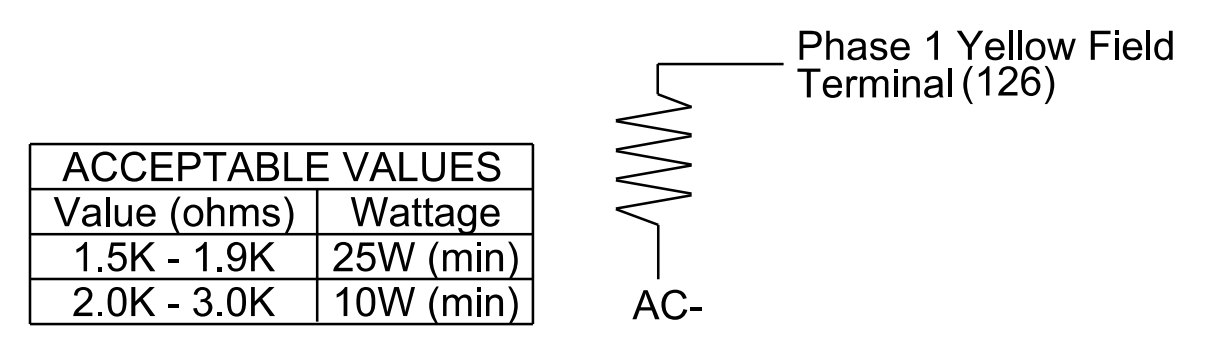 Phase 1 Yellow Field
Terminal (126)
ACCEPTABLE VALUES
Value (ohms) Wattage
1.5K - 1.9K 25W (min)
2.0K - 3.0K 10W (min)
AC-